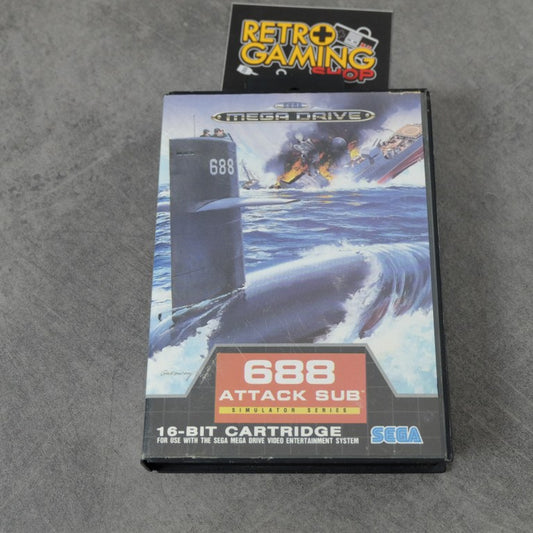 RETRO
GAMING
SHOP
SEGA
MEGA DRIVE
688
688
ATTACK SUB
SIMULATOR SERIES
16-BIT CARTRIDGE
FOR USE WITH THE SEGA MEGA DRIVE VIDEO ENTERTAINMENT SYSTEM
SEGA